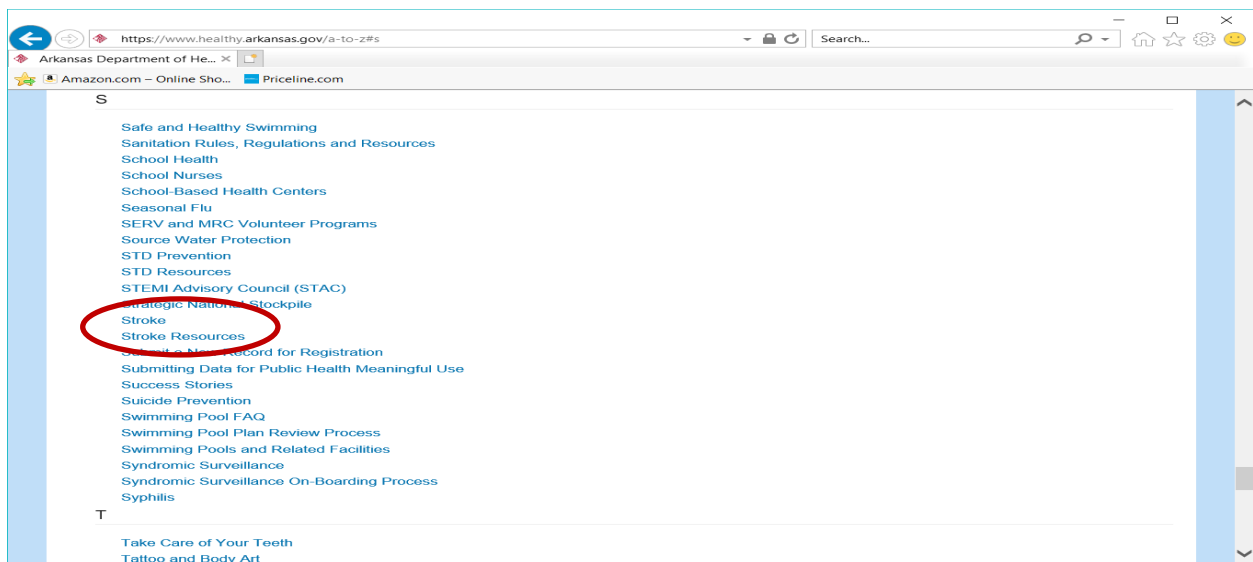 https://www.healthy.arkansas.gov/a-to-z#s
Search...
Arkansas Department of He...
Amazon.com – Online Sho...
Priceline.com
S
Safe and Healthy Swimming
Sanitation Rules, Regulations and Resources
School Health
School Nurses
School-Based Health Centers
Seasonal Flu
SERV and MRC Volunteer Programs
Source Water Protection
STD Prevention
STD Resources
STEMI Advisory Council (STAC)
Strategic National Stockpile
Stroke
Stroke Resources
Submit a New Record for Registration
Submitting Data for Public Health Meaningful Use
Success Stories
Suicide Prevention
Swimming Pool FAQ
Swimming Pool Plan Review Process
Swimming Pools and Related Facilities
Syndromic Surveillance
Syndromic Surveillance On-Boarding Process
Syphilis
T
Take Care of Your Teeth
Tattoo and Body Art